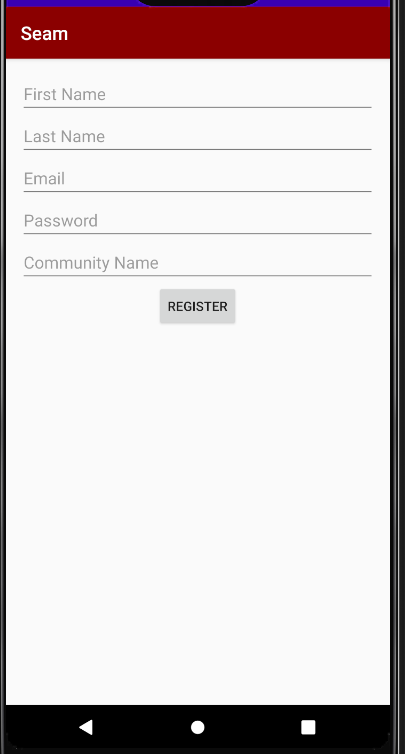 Seam
First Name
Last Name
Email
Password
Community Name
REGISTER